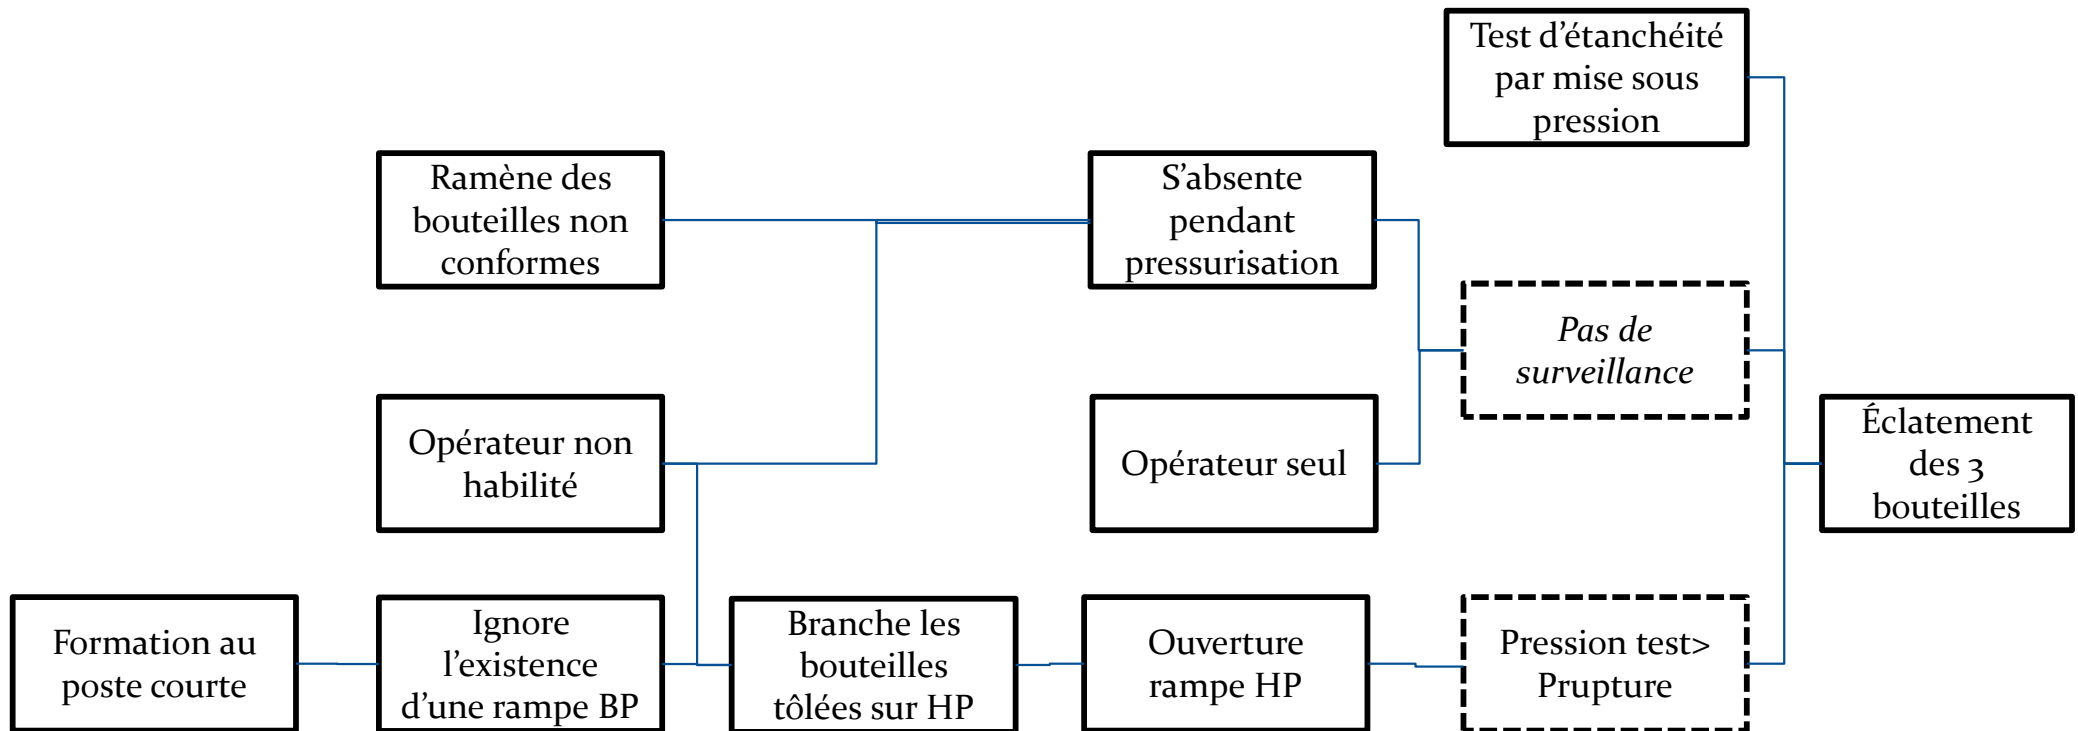 Test d’étanchéité
par mise sous
pression
Ramène des
bouteilles non
conformes
S’absente
pendant
pressurisation
Pas de
surveillance
Opérateur non
habilité
Opérateur seul
Éclatement
des 3
bouteilles
Formation au
poste courte
Ignore
l’existence
d’une rampe BP
Branche les
bouteilles
tôlées sur HP
Ouverture
rampe HP
Pression test>
Prupture